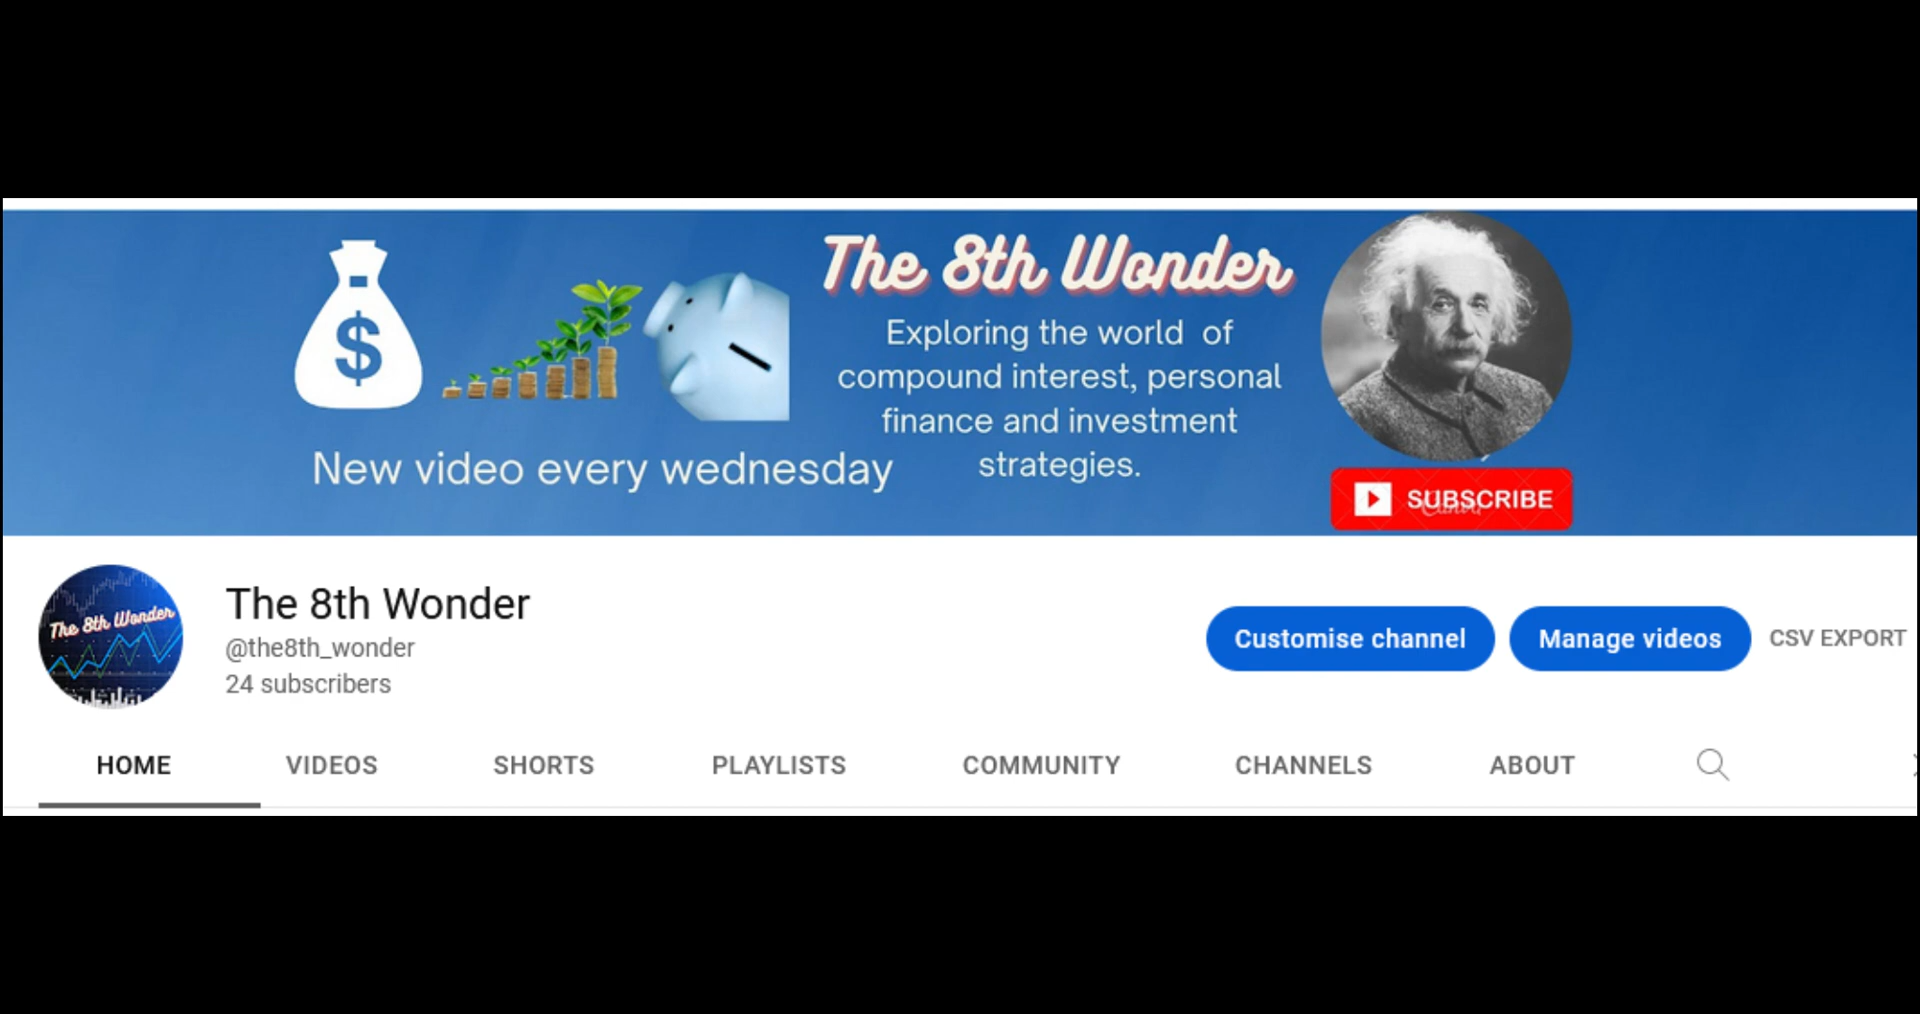 $
The 8th Wonder
Exploring the world of
compound interest, personal
finance and investment
strategies.
New video every wednesday
SUBSCRIBE
Canva
The 8th Wonder
The 8th Wonder
@the8th_wonder
24 subscribers
Customise channel
Manage videos
CSV EXPORT
HOME
VIDEOS
SHORTS
PLAYLISTS
COMMUNITY
CHANNELS
ABOUT